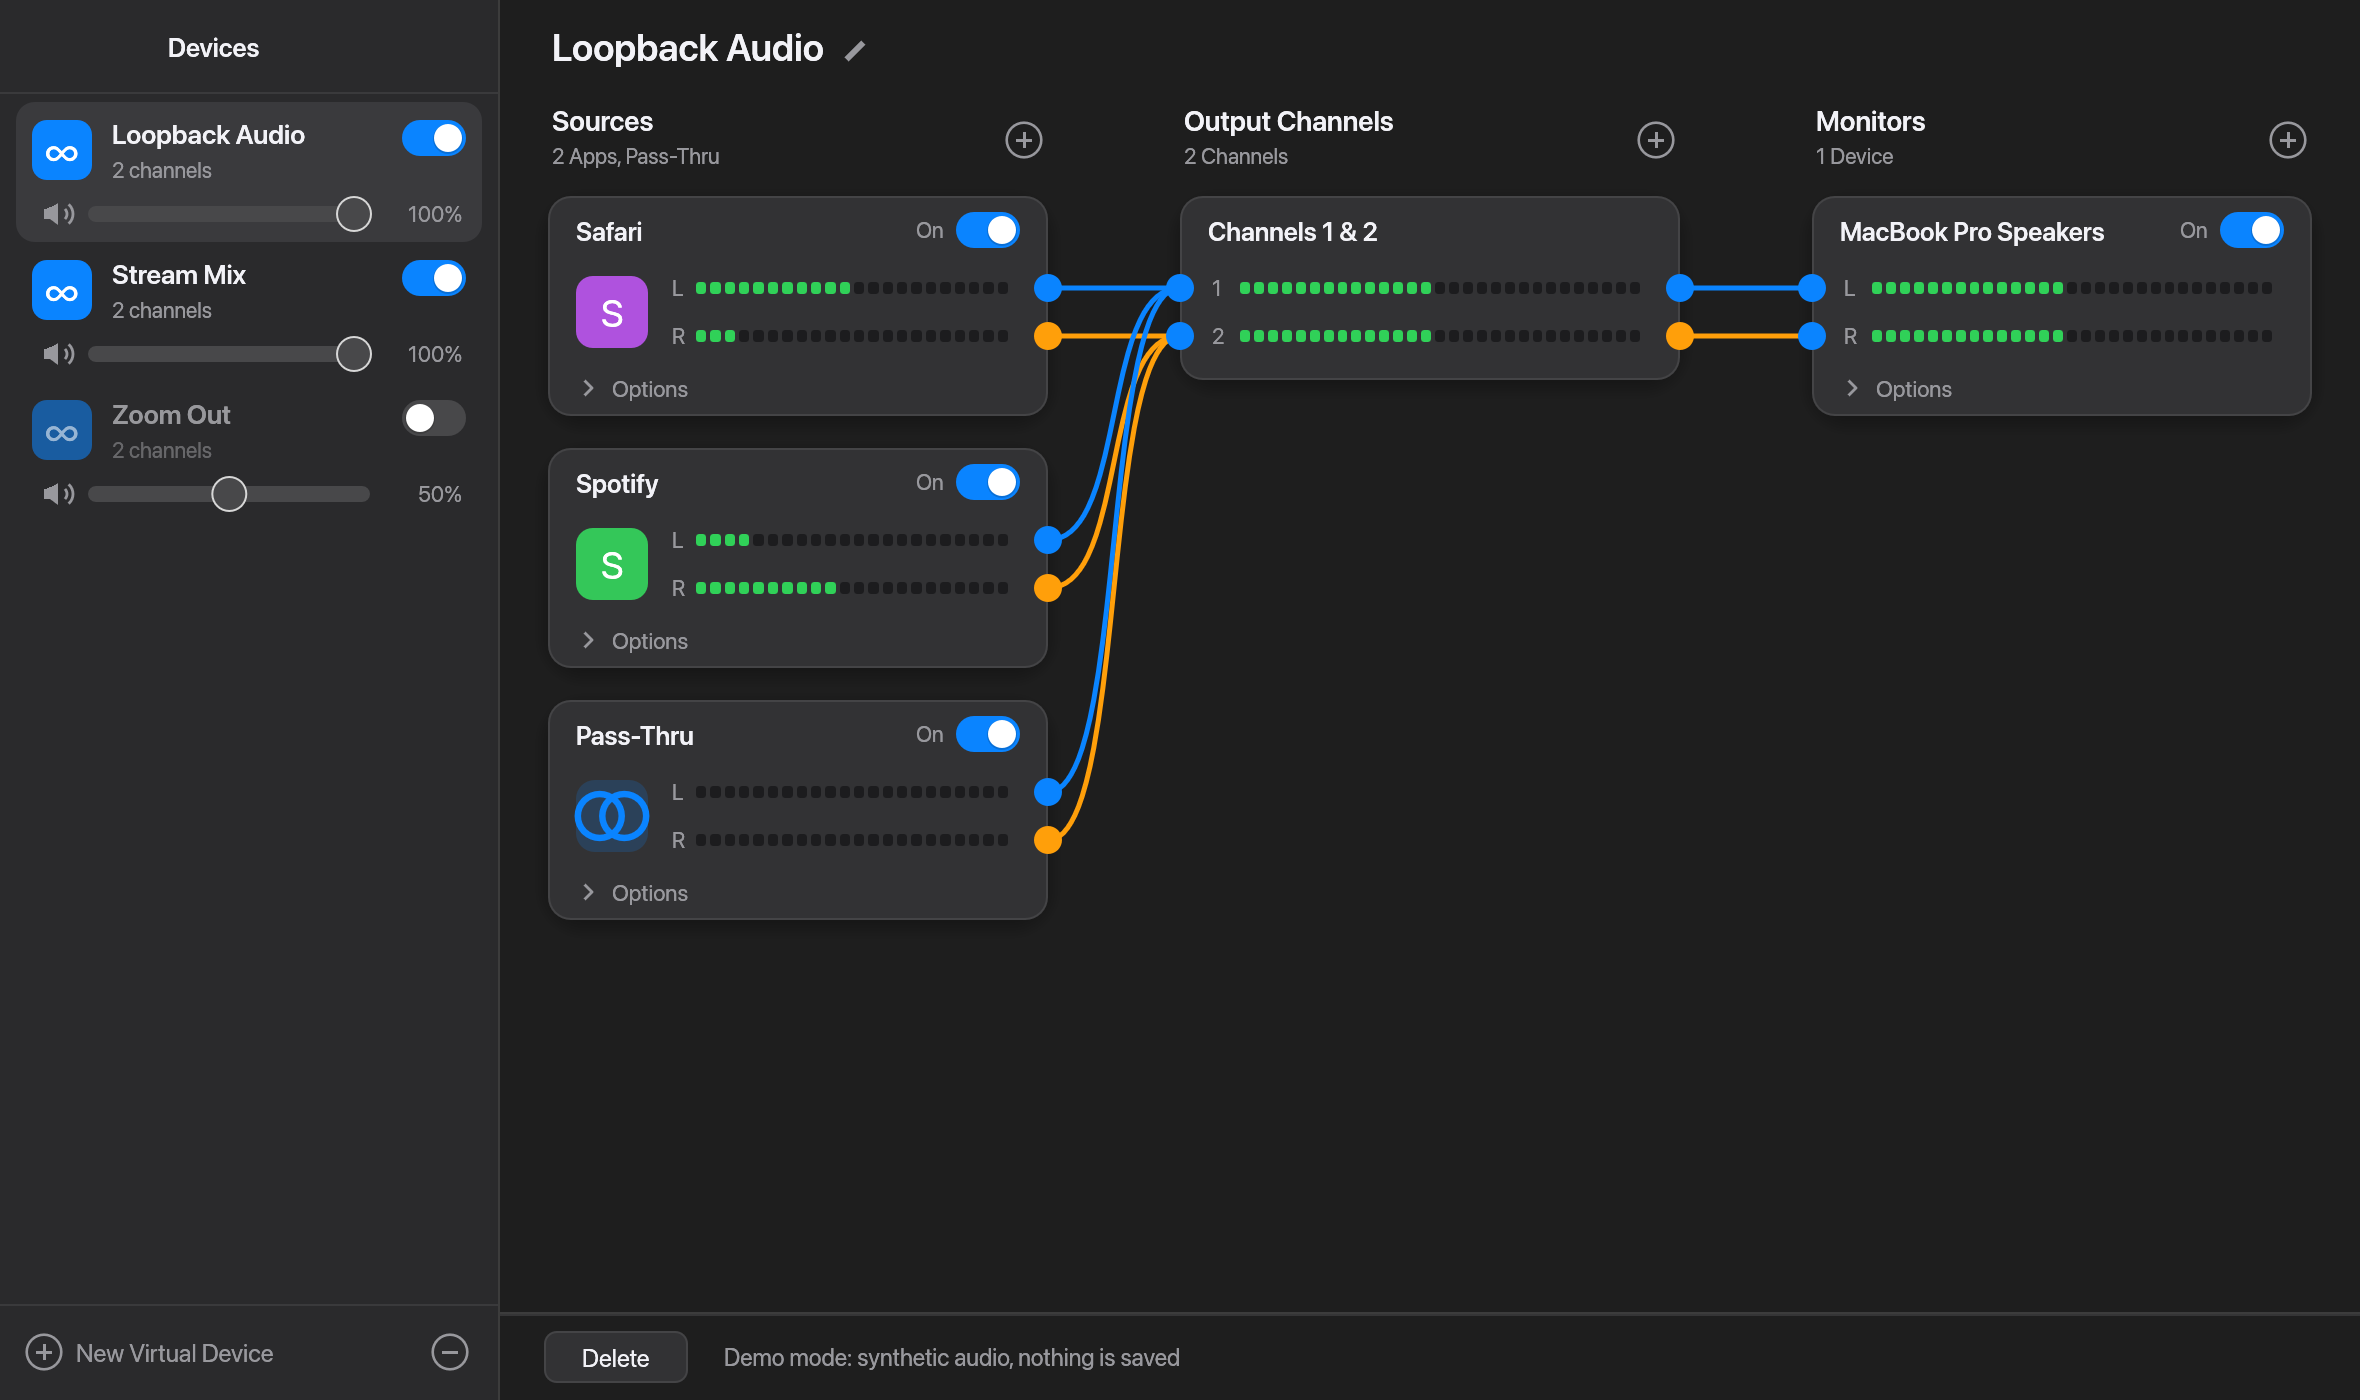 Devices
Loopback Audio
2 channels
100%
Stream Mix
2 channels
100%
Zoom Out
2 channels
50%
New Virtual Device
Loopback Audio
Sources
2 Apps, Pass-Thru
Safari
On
S
L
R
Options
Spotify
On
S
L
R
Options
Pass-Thru
On
L
R
Options
Output Channels
2 Channels
Channels 1 & 2
1
2
Monitors
1 Device
MacBook Pro Speakers
On
L
R
Options
Delete
Demo mode: synthetic audio, nothing is saved